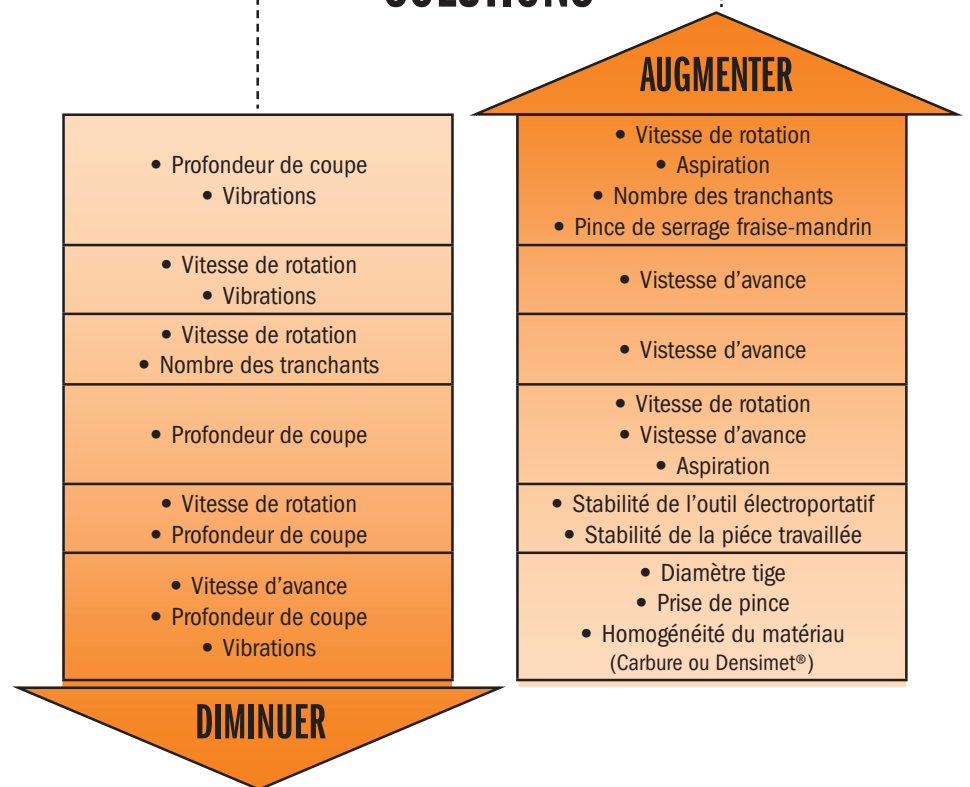 SOLUTIONS
AUGMENTER
• Profondeur de coupe
• Vibrations
• Vitesse de rotation
• Vibrations
• Vitesse de rotation
• Nombre des tranchants
• Profondeur de coupe
• Vitesse de rotation
• Profondeur de coupe
• Vitesse d’avance
• Profondeur de coupe
• Vibrations
DIMINUER
• Vitesse de rotation
• Aspiration
• Nombre des tranchants
• Pince de serrage fraise-mandrin
• Vistesse d’avance
• Vistesse d’avance
• Vitesse de rotation
• Vistesse d’avance
• Aspiration
• Stabilité de l’outil électroportatif
• Stabilité de la piéce travaillée
• Diamètre tige
• Prise de pince
• Homogénéité du matériau
(Carbure ou Densimet®)